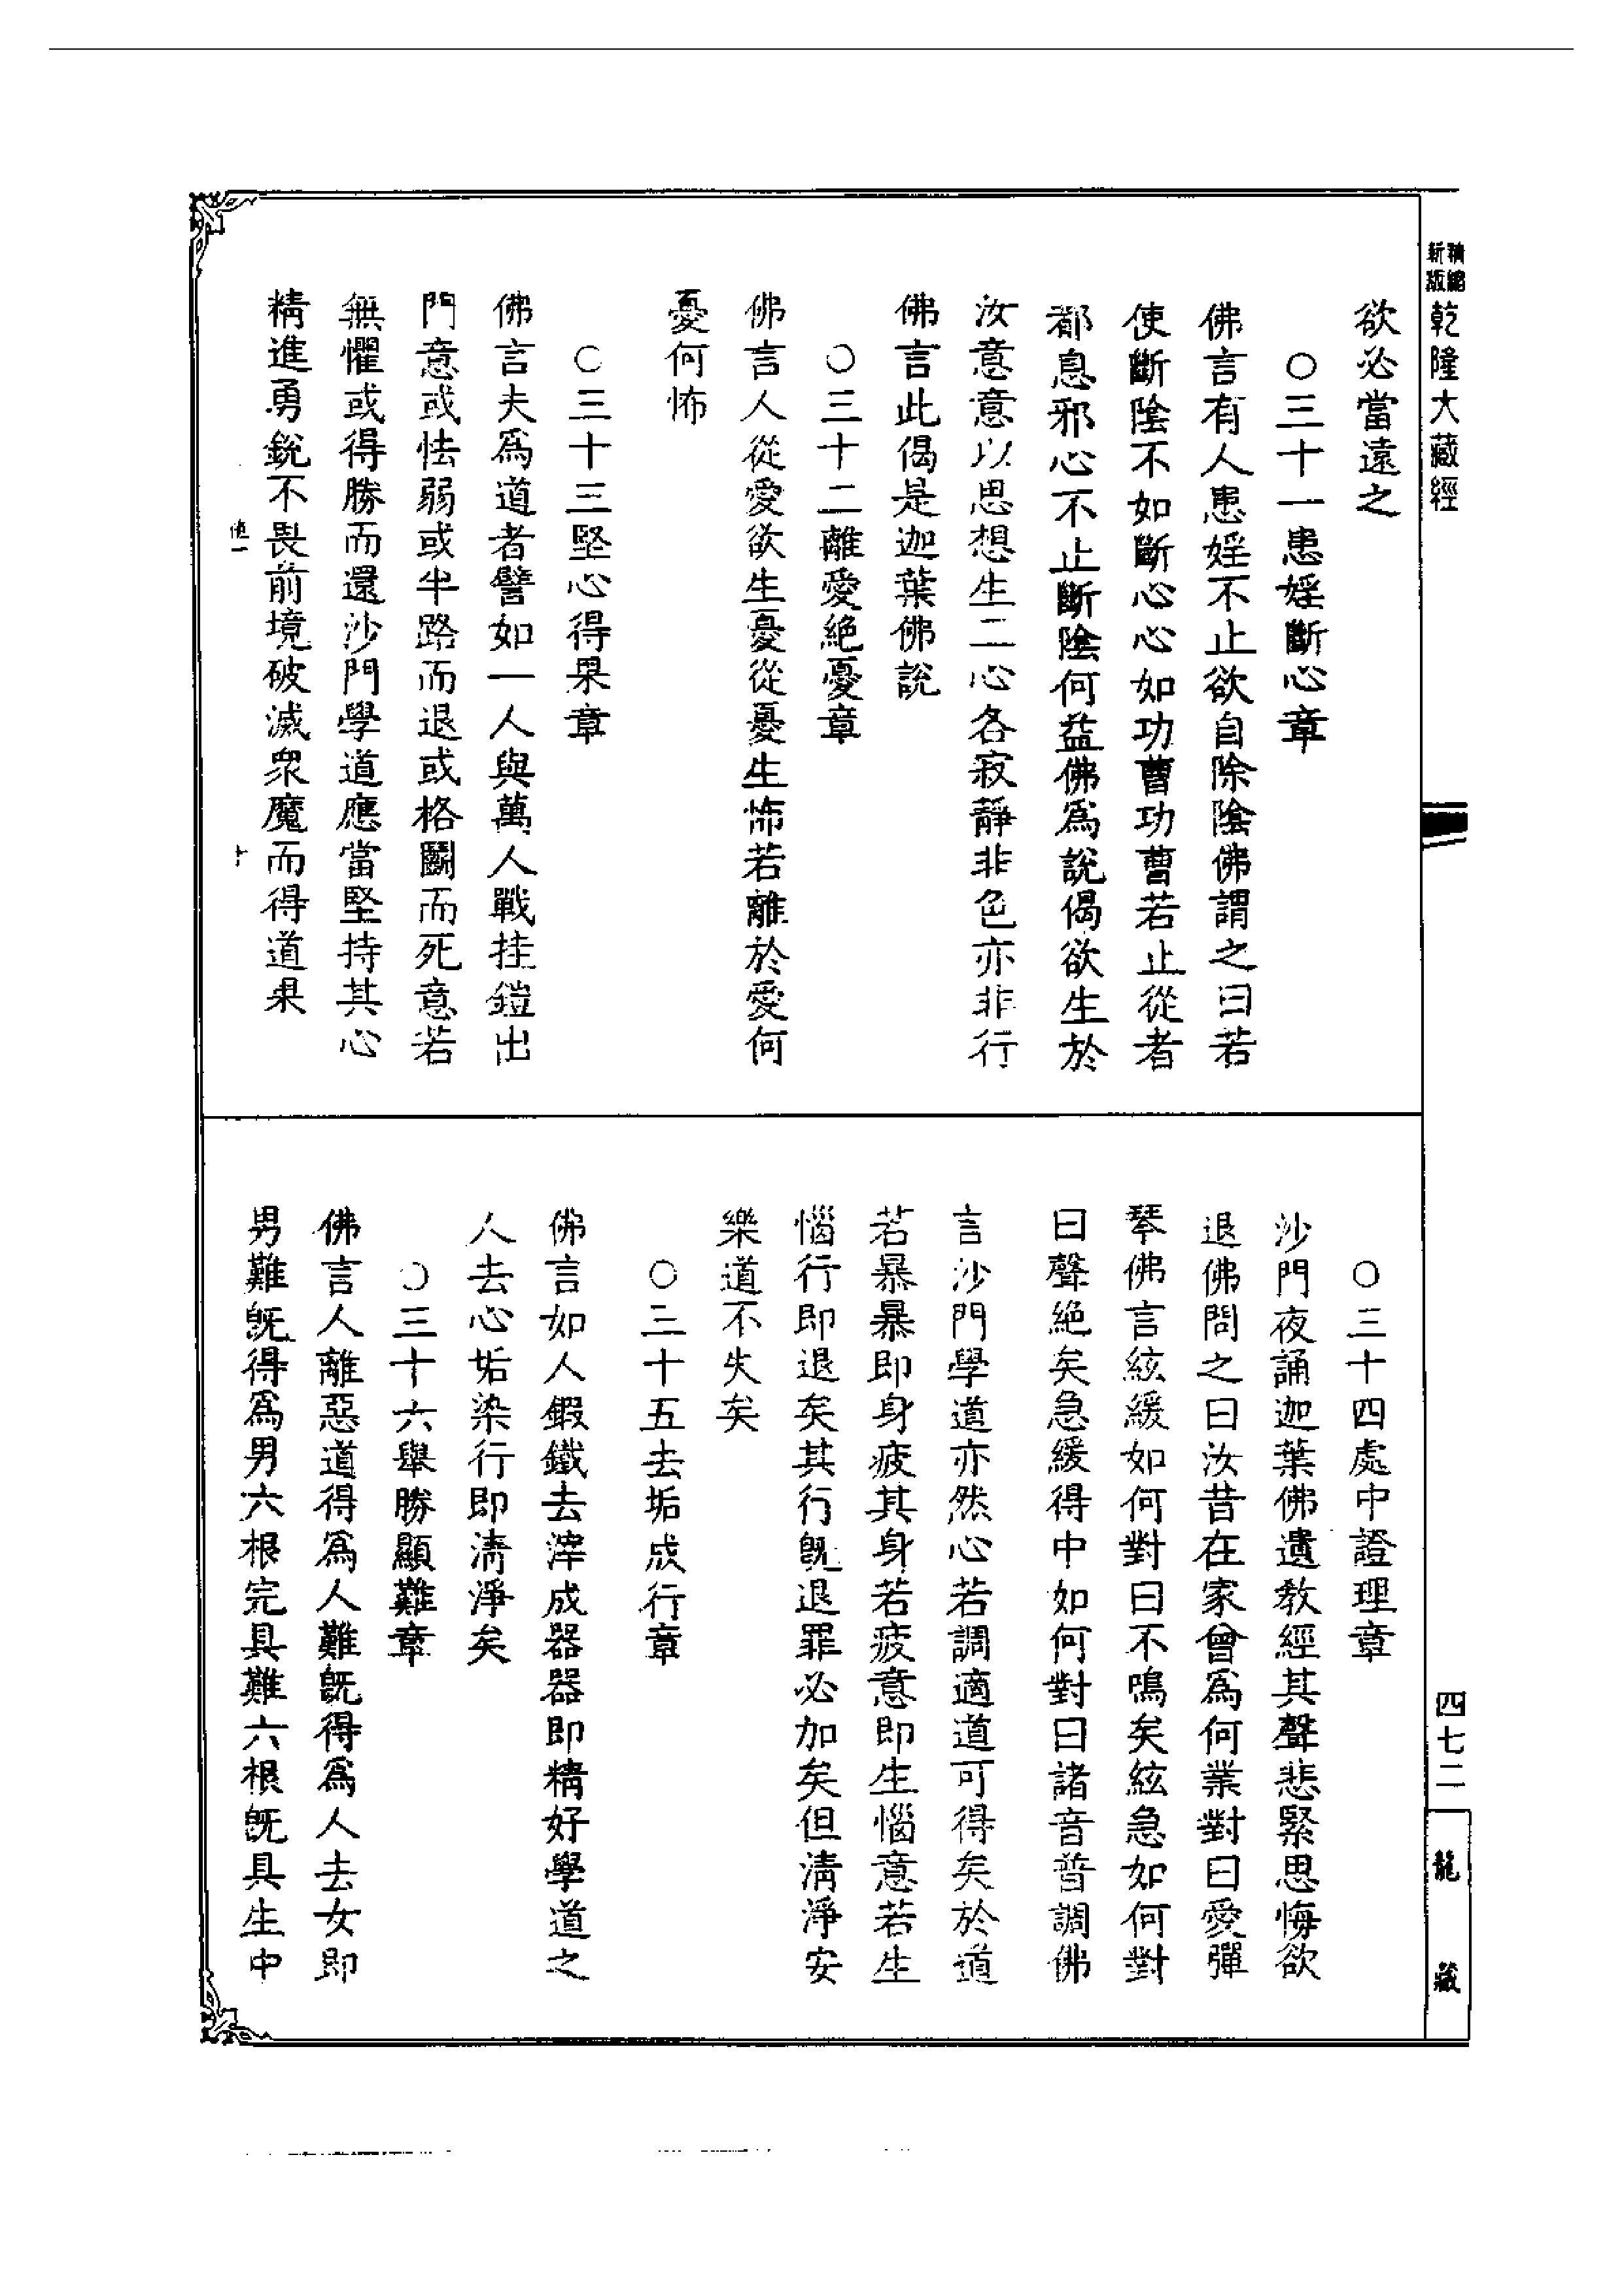 精縮
新版
乾隆大藏經
欲必當遠之
○三十一患婬斷心章
佛言有人患婬不止欲自除陰佛謂之曰若
使斷陰不如斷心心如功曹功曹若止從者
都息邪心不止斷陰何益佛爲說偈欲生於
汝意意以思想生二心各寂靜非色亦非行
佛言此偈是迦葉佛說
○三十二離愛絕憂章
佛言人從愛欲生憂從憂生怖若離於愛何
憂何怖
○三十三堅心得果章
佛言夫爲道者譬如一人與萬人戰挂鎧出
門意或怯弱或半路而退或格鬭而死意若
無懼或得勝而還沙門學道應當堅持其心
精進勇銳不畏前境破滅衆魔而得道果
○三十四處中證理章
沙門夜誦迦葉佛遺教經其聲悲緊思悔欲
退佛問之曰汝昔在家曾爲何業對曰愛彈
琴佛言絃緩如何對曰不鳴矣絃急如何對
曰聲絕矣急緩得中如何對曰諸音普調佛
言沙門學道亦然心若調適道可得矣於道
若暴暴即身疲其身若疲意即生惱意若生
惱行即退矣其行旣退罪必加矣但清淨安
樂道不失矣
○三十五去垢成行章
佛言如人鍛鐵去滓成器器即精好學道之
人去心垢染行即清淨矣
○三十六舉勝顯難章
佛言人離惡道得爲人難旣得爲人去女即
男難旣得爲男六根完具難六根旣具生中
四七二
龍藏